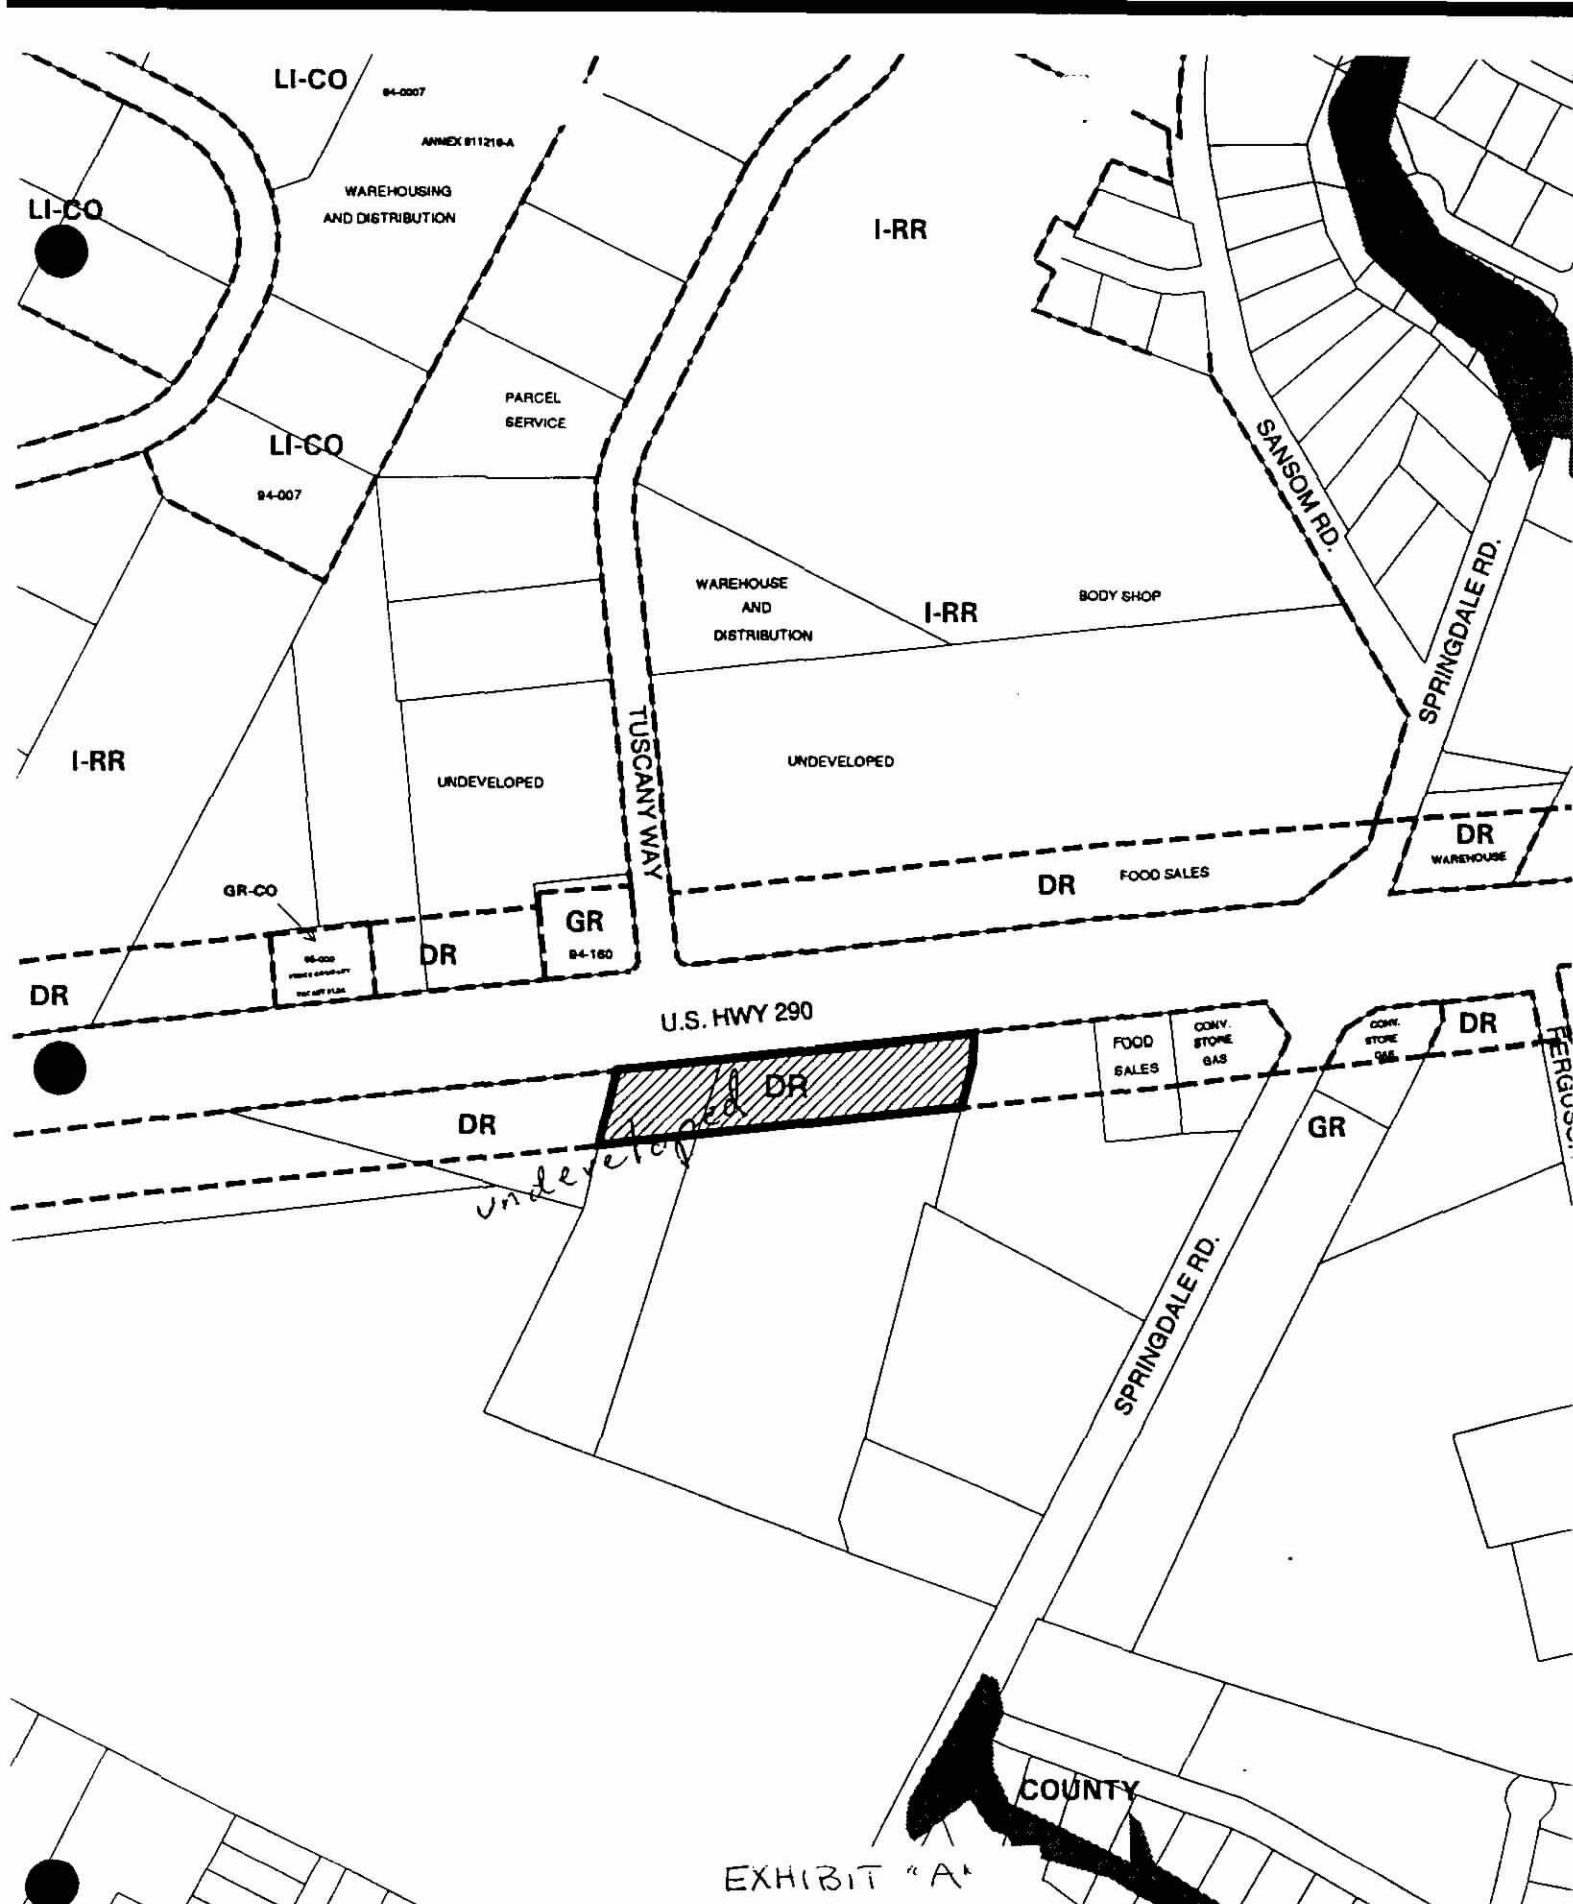 LI-CO
94-0007
ANNEX 911216-A
WAREHOUSING
AND DISTRIBUTION
LI-CO
I-RR
PARCEL
SERVICE
SANSOM RD.
LI-CO
94-007
SPRINGDALE RD.
WAREHOUSE
AND
DISTRIBUTION
I-RR
BODY SHOP
I-RR
UNDEVELOPED
TUSCANY WAY
UNDEVELOPED
DR
WAREHOUSE
GR-CO
DR
FOOD SALES
GR
94-160
DR
DR
U.S. HWY 290
FOOD
SALES
CONV.
STORE
GAS
CONV.
STORE
GAS
DR
DR
DR
undeveloped
GR
SPRINGDALE RD.
COUNTY
EXHIBIT "A"